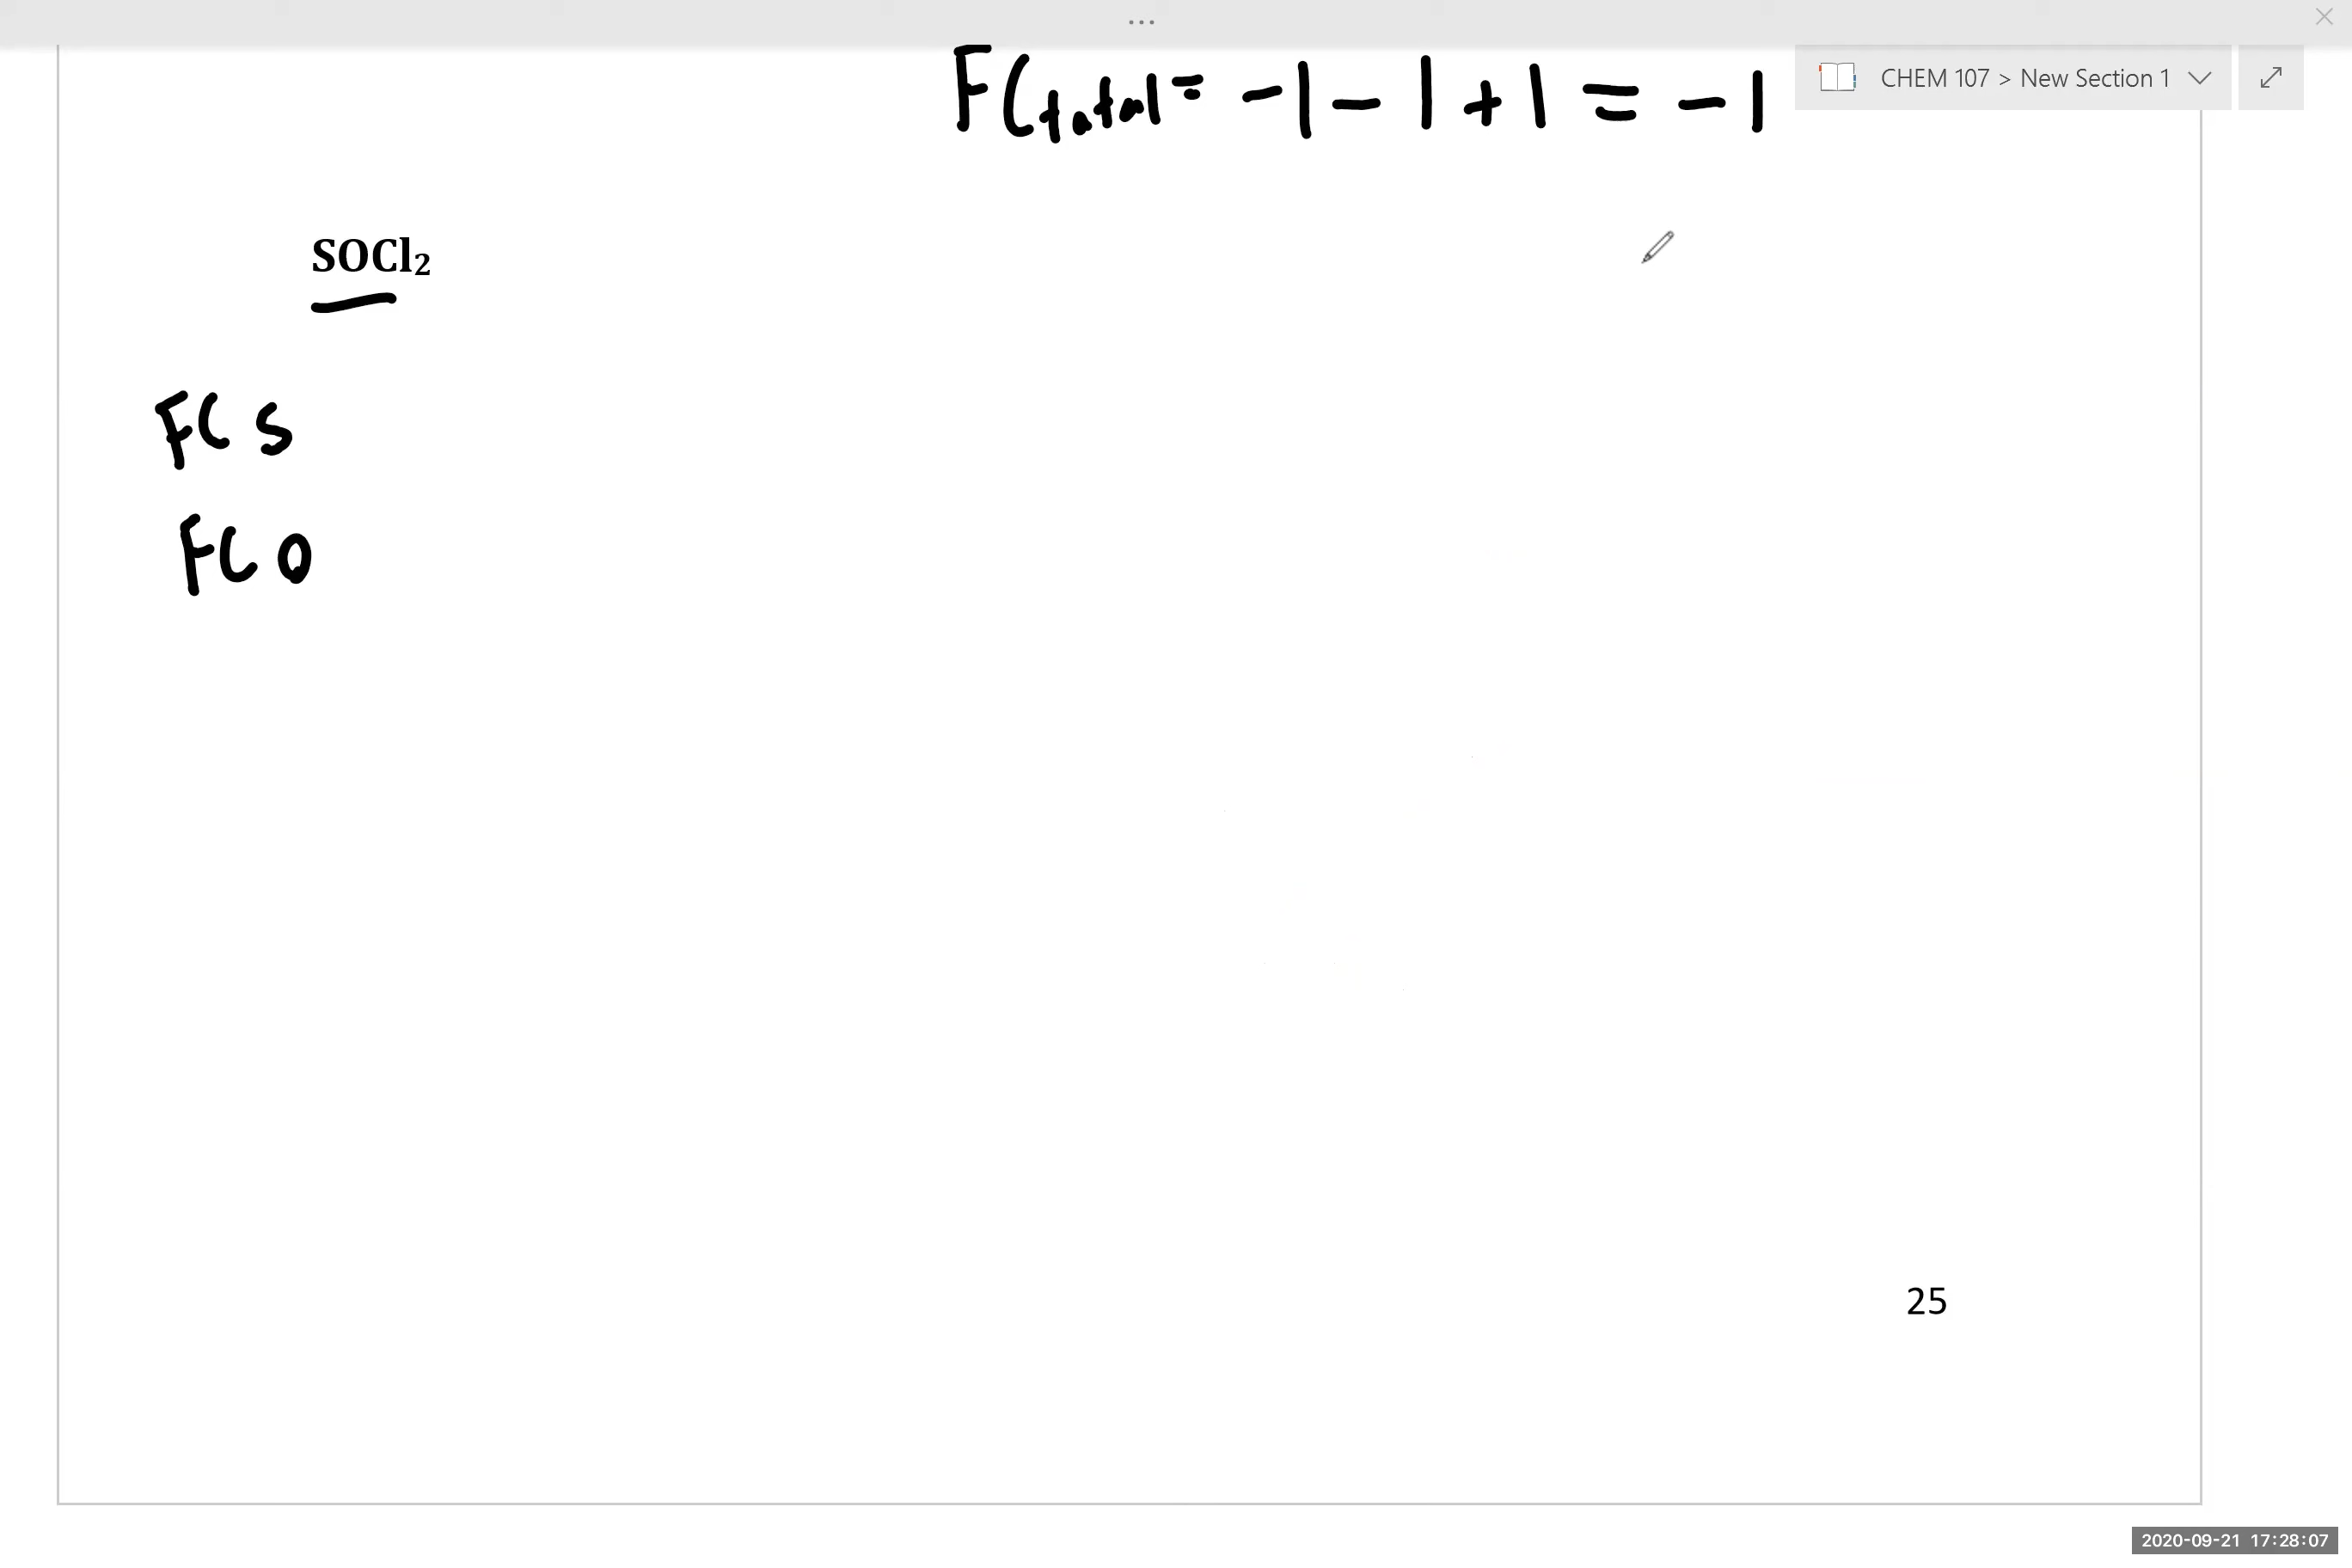 ...
FCtotal = -1 - 1 + 1 = -1
CHEM 107 > New Section 1
SOCl₂
FC S
FC O
25
2020-09-21 17:28:07